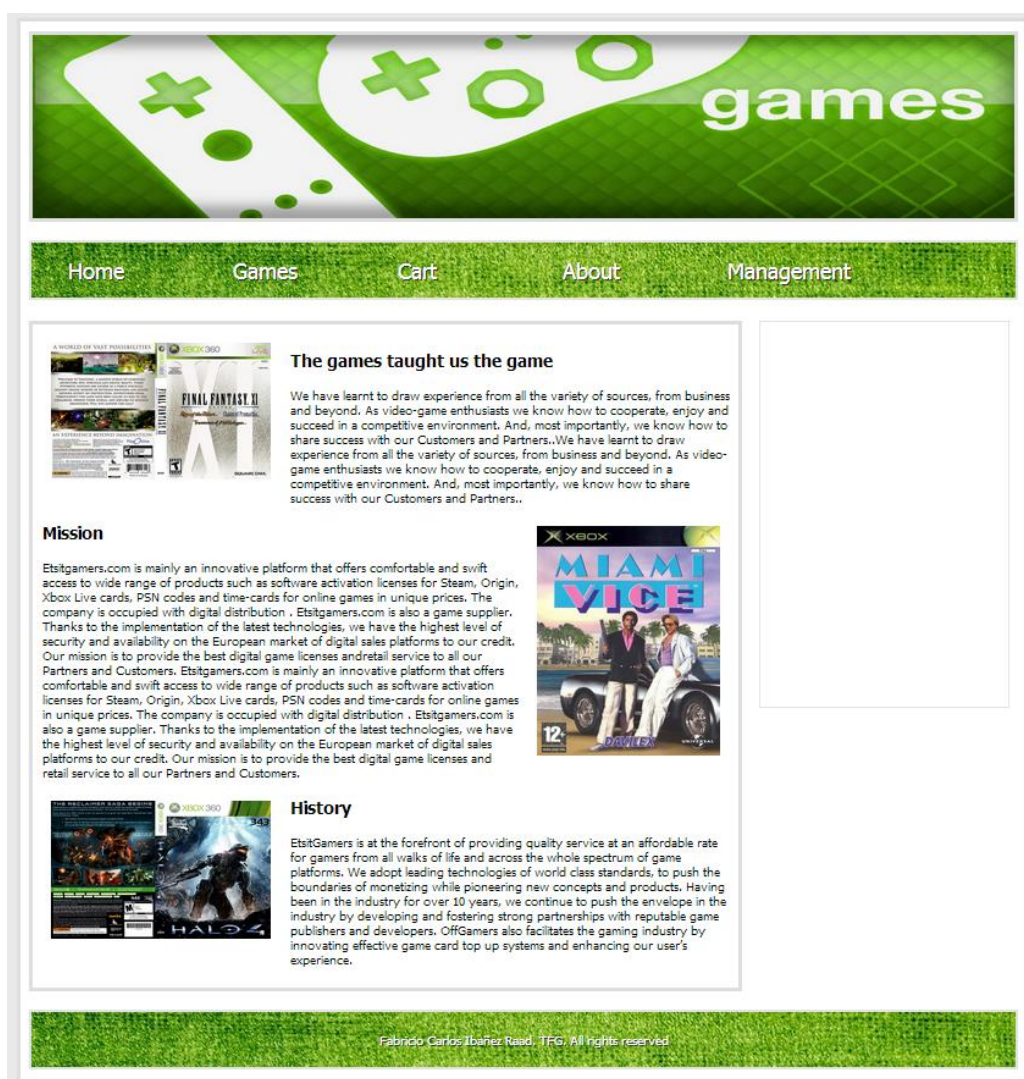 games
Home Games Cart About Management
A WORLD OF VAST POSSIBILITIES
XBOX 360
FINAL FANTASY XI
AN EXPERIENCE BEYOND IMAGINATION
SQUARE ENIX
The games taught us the game
We have learnt to draw experience from all the variety of sources, from business
and beyond. As video-game enthusiasts we know how to cooperate, enjoy and
succeed in a competitive environment. And, most importantly, we know how to
share success with our Customers and Partners..We have learnt to draw
experience from all the variety of sources, from business and beyond. As video-
game enthusiasts we know how to cooperate, enjoy and succeed in a
competitive environment. And, most importantly, we know how to share
success with our Customers and Partners..
Mission
Etsitgamers.com is mainly an innovative platform that offers comfortable and swift
access to wide range of products such as software activation licenses for Steam, Origin,
Xbox Live cards, PSN codes and time-cards for online games in unique prices. The
company is occupied with digital distribution . Etsitgamers.com is also a game supplier.
Thanks to the implementation of the latest technologies, we have the highest level of
security and availability on the European market of digital sales platforms to our credit.
Our mission is to provide the best digital game licenses andretail service to all our
Partners and Customers. Etsitgamers.com is mainly an innovative platform that offers
comfortable and swift access to wide range of products such as software activation
licenses for Steam, Origin, Xbox Live cards, PSN codes and time-cards for online games
in unique prices. The company is occupied with digital distribution . Etsitgamers.com is
also a game supplier. Thanks to the implementation of the latest technologies, we have
the highest level of security and availability on the European market of digital sales
platforms to our credit. Our mission is to provide the best digital game licenses and
retail service to all our Partners and Customers.
XBOX
MIAMI
VICE
12+
DAVILEX
UNIVERSAL
THE RECLAIMER SAGA BEGINS
XBOX 360
343
HALO 4
History
EtsitGamers is at the forefront of providing quality service at an affordable rate
for gamers from all walks of life and across the whole spectrum of game
platforms. We adopt leading technologies of world class standards, to push the
boundaries of monetizing while pioneering new concepts and products. Having
been in the industry for over 10 years, we continue to push the envelope in the
industry by developing and fostering strong partnerships with reputable game
publishers and developers. OffGamers also facilitates the gaming industry by
innovating effective game card top up systems and enhancing our user's
experience.
Fabricio Carlos Ibáñez Raad. TFG. All rights reserved